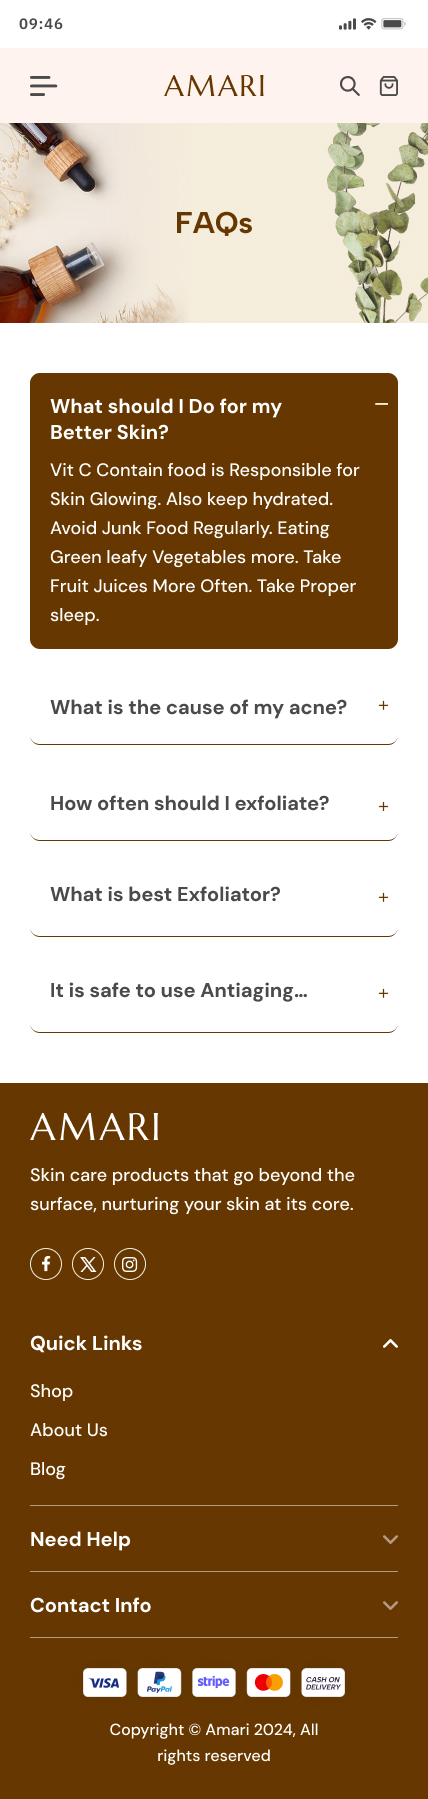 09:46
AMARI
FAQs
What should I Do for my
Better Skin?
Vit C Contain food is Responsible for
Skin Glowing. Also keep hydrated.
Avoid Junk Food Regularly. Eating
Green leafy Vegetables more. Take
Fruit Juices More Often. Take Proper
sleep.
What is the cause of my acne?
How often should I exfoliate?
What is best Exfoliator?
It is safe to use Antiaging...
AMARI
Skin care products that go beyond the
surface, nurturing your skin at its core.
Quick Links
Shop
About Us
Blog
Need Help
Contact Info
VISA PayPal stripe CASH ON
DELIVERY
Copyright © Amari 2024, All
rights reserved